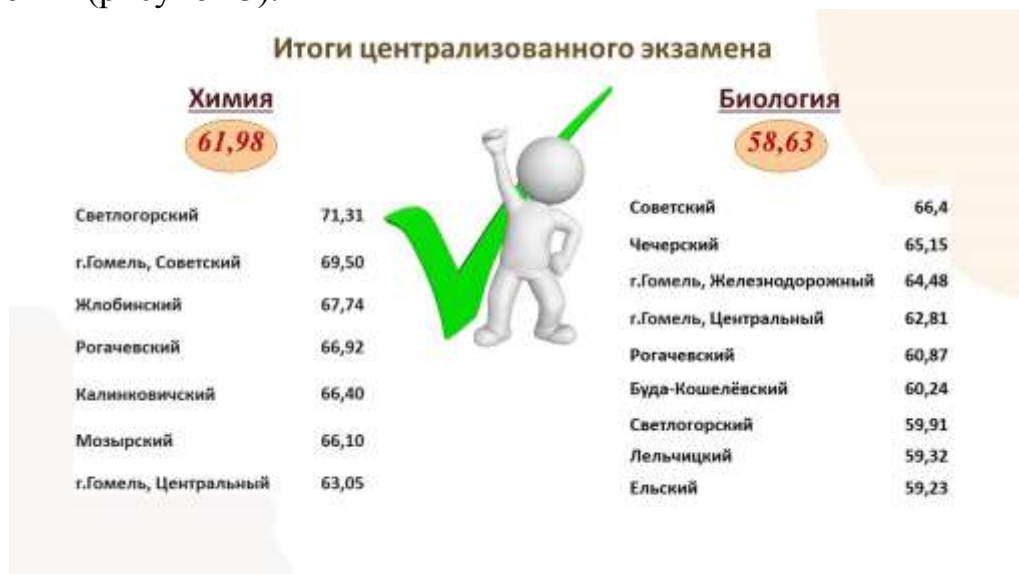 Итоги централизованного экзамена
Химия
61,98
Светлогорский 71,31
г.Гомель, Советский 69,50
Жлобинский 67,74
Рогачевский 66,92
Калинковичский 66,40
Мозырский 66,10
г.Гомель, Центральный 63,05
Биология
58,63
Советский 66,4
Чечерский 65,15
г.Гомель, Железнодорожный 64,48
г.Гомель, Центральный 62,81
Рогачевский 60,87
Буда-Кошелёвский 60,24
Светлогорский 59,91
Лельчицкий 59,32
Ельский 59,23